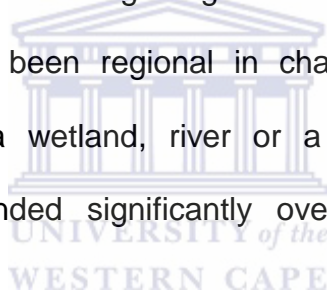 been regional in cha
wetland, river or a
nded significantly ove
UNIVERSITY of the
WESTERN CAPE